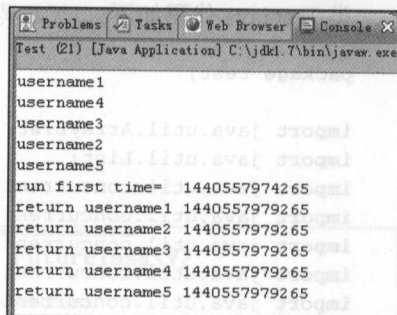 Problems Tasks Web Browser Console
Test (21) [Java Application] C:\jdk1.7\bin\javaw.exe
username1
username4
username3
username2
username5
run first time= 1440557974265
return username1 1440557979265
return username2 1440557979265
return username3 1440557979265
return username4 1440557979265
return username5 1440557979265